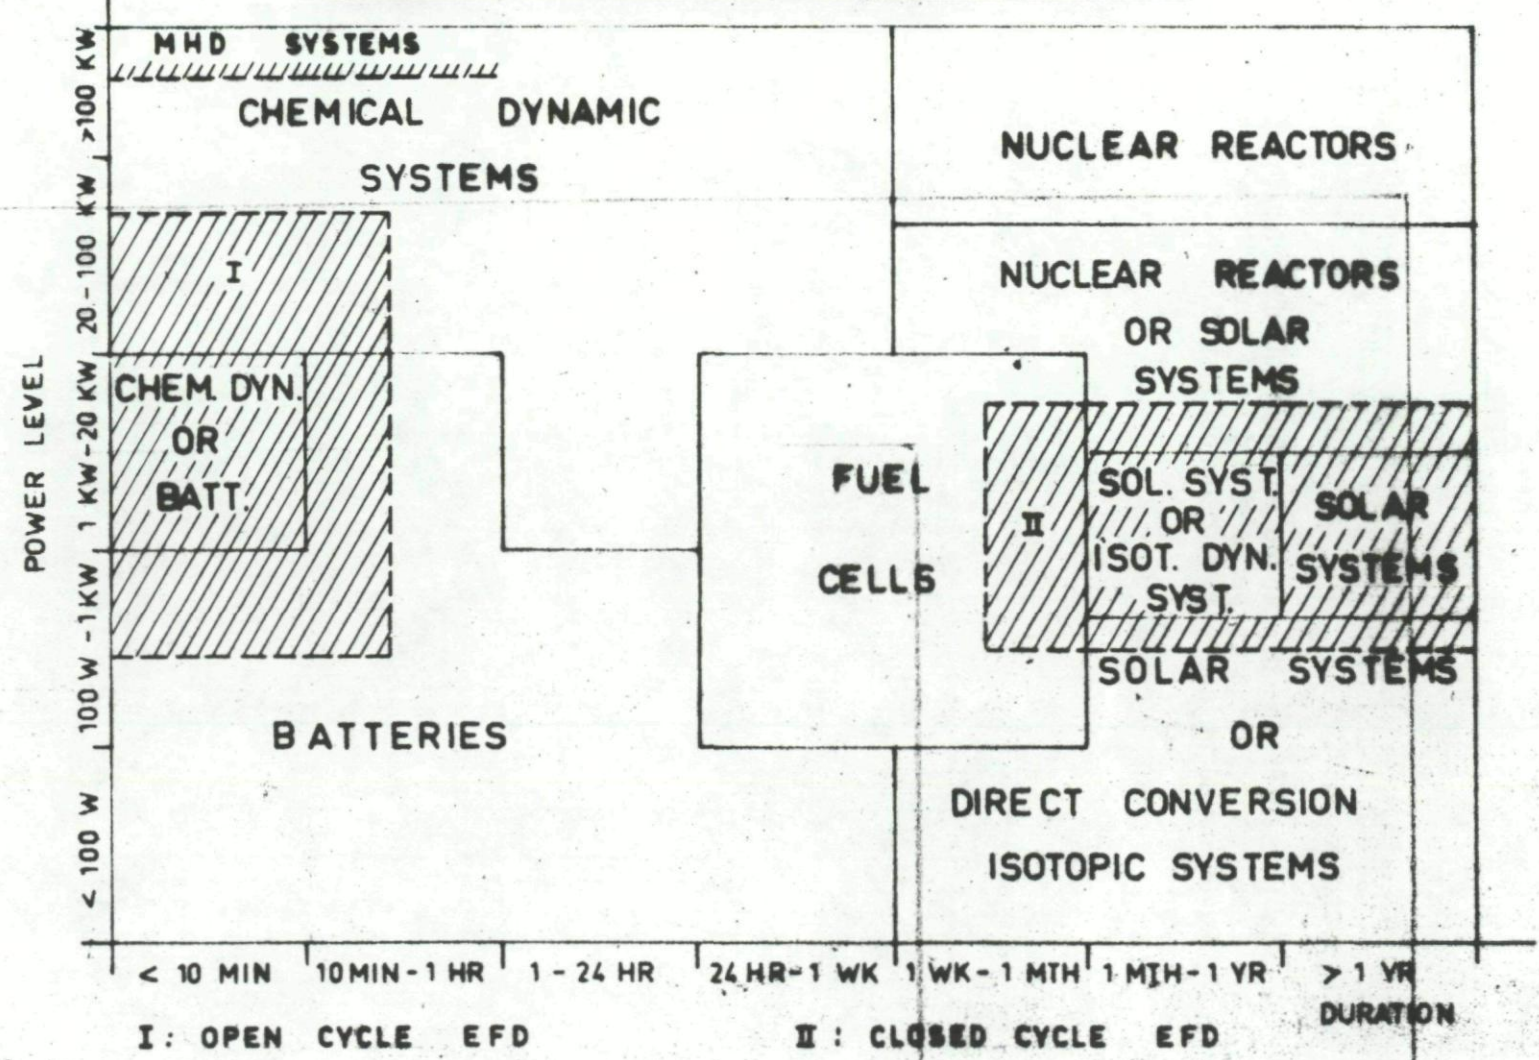 MHD SYSTEMS
CHEMICAL DYNAMIC
SYSTEMS
NUCLEAR REACTORS
I
NUCLEAR REACTORS
OR SOLAR
SYSTEMS
CHEM. DYN.
OR
BATT.
FUEL
CELLS
II
SOL. SYST.
OR
ISOT. DYN.
SYST.
SOLAR
SYSTEMS
SOLAR SYSTEMS
OR
DIRECT CONVERSION
ISOTOPIC SYSTEMS
BATTERIES
POWER LEVEL
>100 KW
20 - 100 KW
1 KW - 20 KW
100 W - 1 KW
< 100 W
< 10 MIN
10 MIN - 1 HR
1 - 24 HR
24 HR - 1 WK
1 WK - 1 MTH
1 MTH - 1 YR
> 1 YR
DURATION
I : OPEN CYCLE EFD
II : CLOSED CYCLE EFD